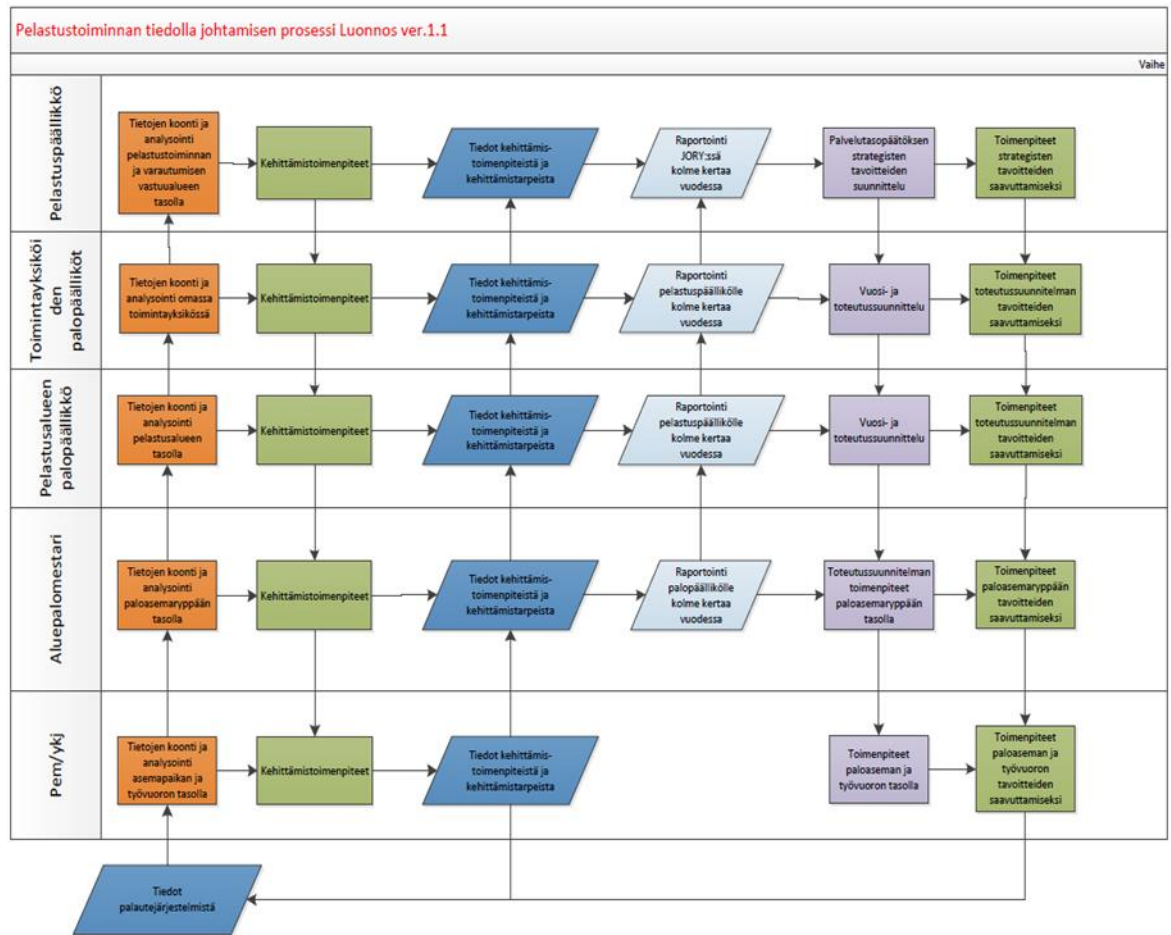 Pelastustoiminnan tiedolla johtamisen prosessi Luonnos ver.1.1
Vaihe
Pelastuspäällikkö
Tietojen koonti ja
analysointi
pelastustoiminnan
ja varautumisen
vastuualueen
tasolla
Kehittämistoimenpiteet
Tiedot kehittämis-
toimenpiteistä ja
kehittämistarpeista
Raportointi
JORY:ssä
kolme kertaa
vuodessa
Palvelutasopäätöksen
strategisten
tavoitteiden
suunnittelu
Toimenpiteet
strategisten
tavoitteiden
saavuttamiseksi
Toimintayksiköi
den
palopälliköt
Tietojen koonti ja
analysointi omassa
toimintayksikössä
Kehittämistoimenpiteet
Tiedot kehittämis-
toimenpiteistä ja
kehittämistarpeista
Raportointi
pelastuspäällikölle
kolme kertaa
vuodessa
Vuosi- ja
toteutussuunnittelu
Toimenpiteet
toteutussuunnitelman
tavoitteiden
saavuttamiseksi
Pelastusalueen
palopäällikkö
Tietojen koonti ja
analysointi
pelastusalueen
tasolla
Kehittämistoimenpiteet
Tiedot kehittämis-
toimenpiteistä ja
kehittämistarpeista
Raportointi
pelastuspäällikölle
kolme kertaa
vuodessa
Vuosi- ja
toteutussuunnittelu
Toimenpiteet
toteutussuunnitelman
tavoitteiden
saavuttamiseksi
Aluepalomestari
Tietojen koonti ja
analysointi
paloasemaryppään
tasolla
Kehittämistoimenpiteet
Tiedot kehittämis-
toimenpiteistä ja
kehittämistarpeista
Raportointi
palopäällikölle
kolme kertaa
vuodessa
Toteutussuunnitelman
toimenpiteet
paloasemaryppään
tasolla
Toimenpiteet
paloasemaryppään
tavoitteiden
saavuttamiseksi
Pem/ykj
Tietojen koonti ja
analysointi
asemapaikan ja
työvuoron tasolla
Kehittämistoimenpiteet
Tiedot kehittämis-
toimenpiteistä ja
kehittämistarpeista
Toimenpiteet
paloaseman ja
työvuoron tasolla
Toimenpiteet
paloaseman ja
työvuoron
tavoitteiden
saavuttamiseksi
Tiedot
palautejärjestelmistä